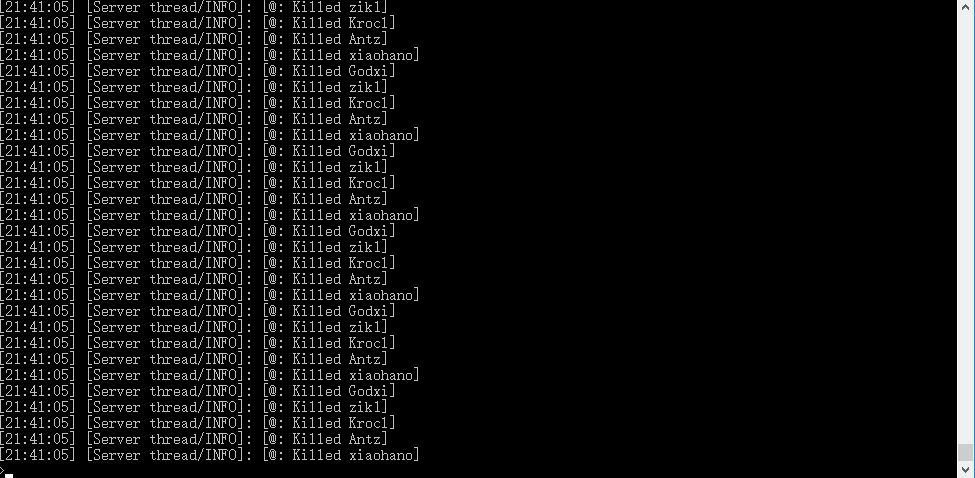 [21:41:05] [Server thread/INFO]: [@: Killed zik1]
[21:41:05] [Server thread/INFO]: [@: Killed Kroc1]
[21:41:05] [Server thread/INFO]: [@: Killed Antz]
[21:41:05] [Server thread/INFO]: [@: Killed xiaohano]
[21:41:05] [Server thread/INFO]: [@: Killed Godxi]
[21:41:05] [Server thread/INFO]: [@: Killed zik1]
[21:41:05] [Server thread/INFO]: [@: Killed Kroc1]
[21:41:05] [Server thread/INFO]: [@: Killed Antz]
[21:41:05] [Server thread/INFO]: [@: Killed xiaohano]
[21:41:05] [Server thread/INFO]: [@: Killed Godxi]
[21:41:05] [Server thread/INFO]: [@: Killed zik1]
[21:41:05] [Server thread/INFO]: [@: Killed Kroc1]
[21:41:05] [Server thread/INFO]: [@: Killed Antz]
[21:41:05] [Server thread/INFO]: [@: Killed xiaohano]
[21:41:05] [Server thread/INFO]: [@: Killed Godxi]
[21:41:05] [Server thread/INFO]: [@: Killed zik1]
[21:41:05] [Server thread/INFO]: [@: Killed Kroc1]
[21:41:05] [Server thread/INFO]: [@: Killed Antz]
[21:41:05] [Server thread/INFO]: [@: Killed xiaohano]
[21:41:05] [Server thread/INFO]: [@: Killed Godxi]
[21:41:05] [Server thread/INFO]: [@: Killed zik1]
[21:41:05] [Server thread/INFO]: [@: Killed Kroc1]
[21:41:05] [Server thread/INFO]: [@: Killed Antz]
[21:41:05] [Server thread/INFO]: [@: Killed xiaohano]
[21:41:05] [Server thread/INFO]: [@: Killed Godxi]
[21:41:05] [Server thread/INFO]: [@: Killed zik1]
[21:41:05] [Server thread/INFO]: [@: Killed Kroc1]
[21:41:05] [Server thread/INFO]: [@: Killed Antz]
[21:41:05] [Server thread/INFO]: [@: Killed xiaohano]
>